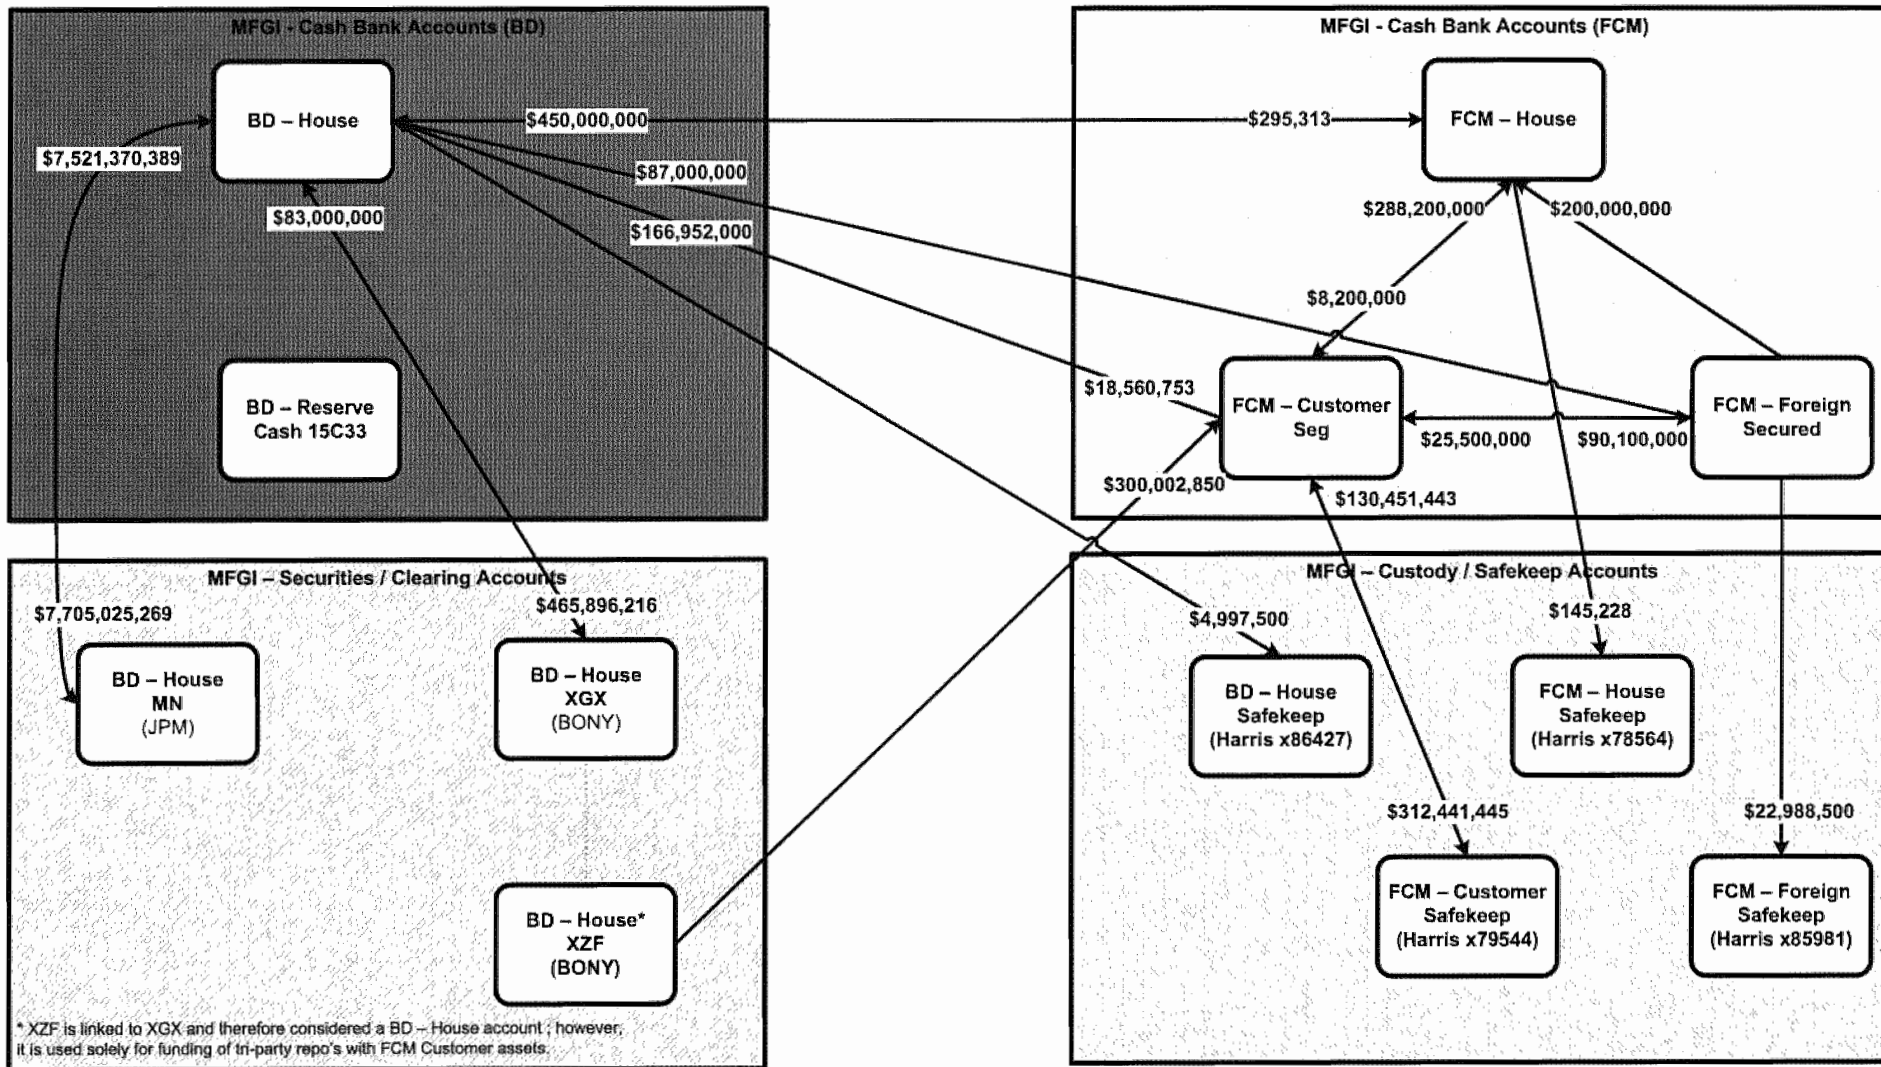 MFGI - Cash Bank Accounts (BD)
BD – House
$450,000,000
$7,521,370,389
$87,000,000
$83,000,000
$166,952,000
BD – Reserve
Cash 15C33
MFGI - Cash Bank Accounts (FCM)
$295,313
FCM – House
$288,200,000
$200,000,000
$8,200,000
$18,560,753
FCM – Customer
Seg
FCM – Foreign
Secured
$25,500,000
$90,100,000
$300,002,850
$130,451,443
MFGI – Securities / Clearing Accounts
$7,705,025,269
$465,896,216
BD – House
MN
(JPM)
BD – House
XGX
(BONY)
BD – House*
XZF
(BONY)
* XZF is linked to XGX and therefore considered a BD – House account ; however,
it is used solely for funding of tri-party repo's with FCM Customer assets.
MFGI – Custody / Safekeep Accounts
$4,997,500
$145,228
BD – House
Safekeep
(Harris x86427)
FCM – House
Safekeep
(Harris x78564)
$312,441,445
$22,988,500
FCM – Customer
Safekeep
(Harris x79544)
FCM – Foreign
Safekeep
(Harris x85981)